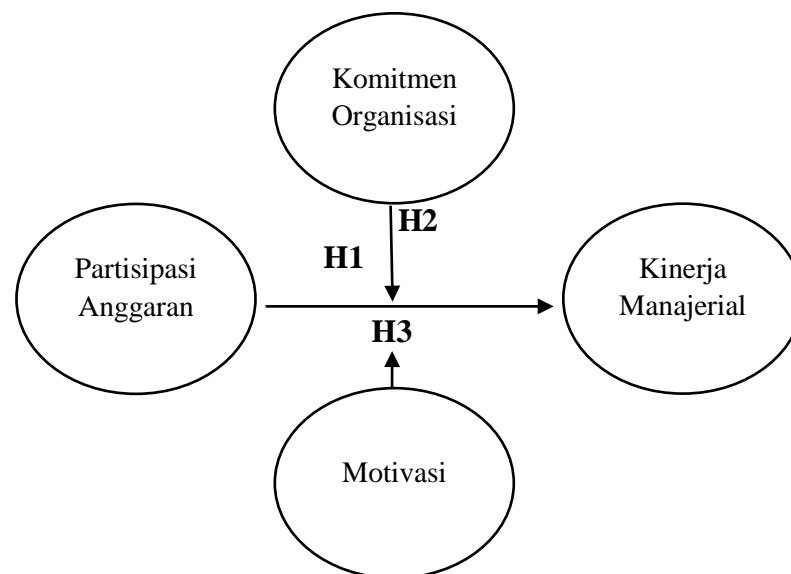 Komitmen
Organisasi
H2
H1
Partisipasi
Anggaran
Kinerja
Manajerial
H3
Motivasi